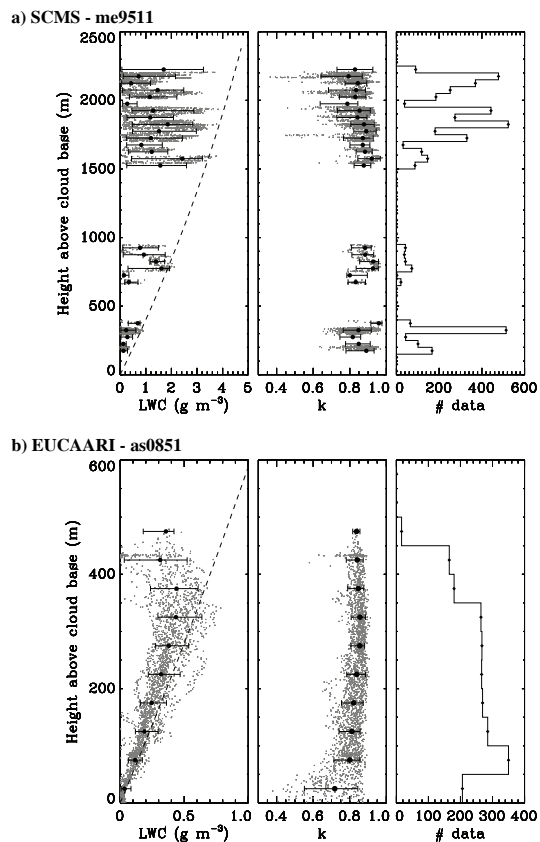 a) SCMS - me9511
2500
2000
1500
1000
500
0
Height above cloud base (m)
0 1 2 3 4 5
LWC (g m⁻³)
0.4 0.6 0.8 1.0
k
0 200 400 600
# data
b) EUCAARI - as0851
600
400
200
0
Height above cloud base (m)
0 0.5 1.0
LWC (g m⁻³)
0.4 0.6 0.8 1.0
k
0 100 200 300 400
# data